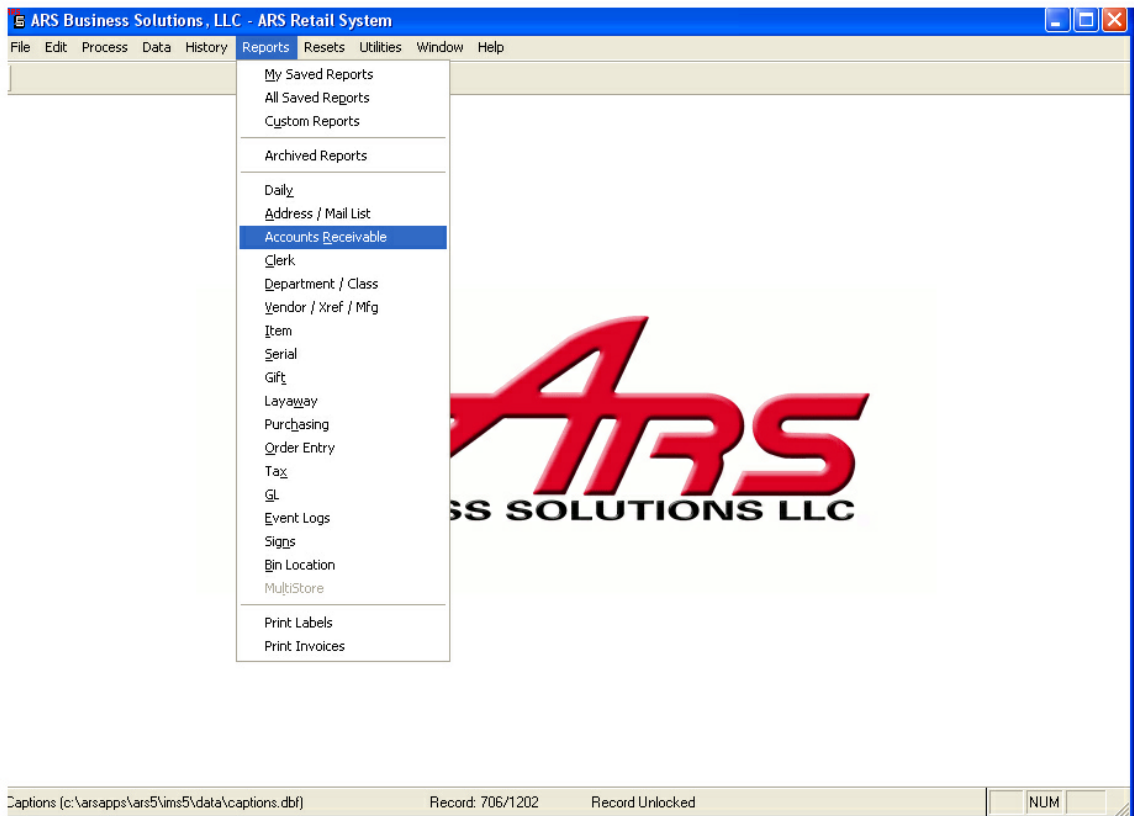 ARS Business Solutions, LLC - ARS Retail System
File Edit Process Data History Reports Resets Utilities Window Help
My Saved Reports
All Saved Reports
Custom Reports
Archived Reports
Daily
Address / Mail List
Accounts Receivable
Clerk
Department / Class
Vendor / Xref / Mfg
Item
Serial
Gift
Layaway
Purchasing
Order Entry
Tax
GL
Event Logs
Signs
Bin Location
MultiStore
Print Labels
Print Invoices
ARS
SS SOLUTIONS LLC
Captions (c:\arsapps\ars5\ims5\data\captions.dbf) Record: 706/1202 Record Unlocked NUM